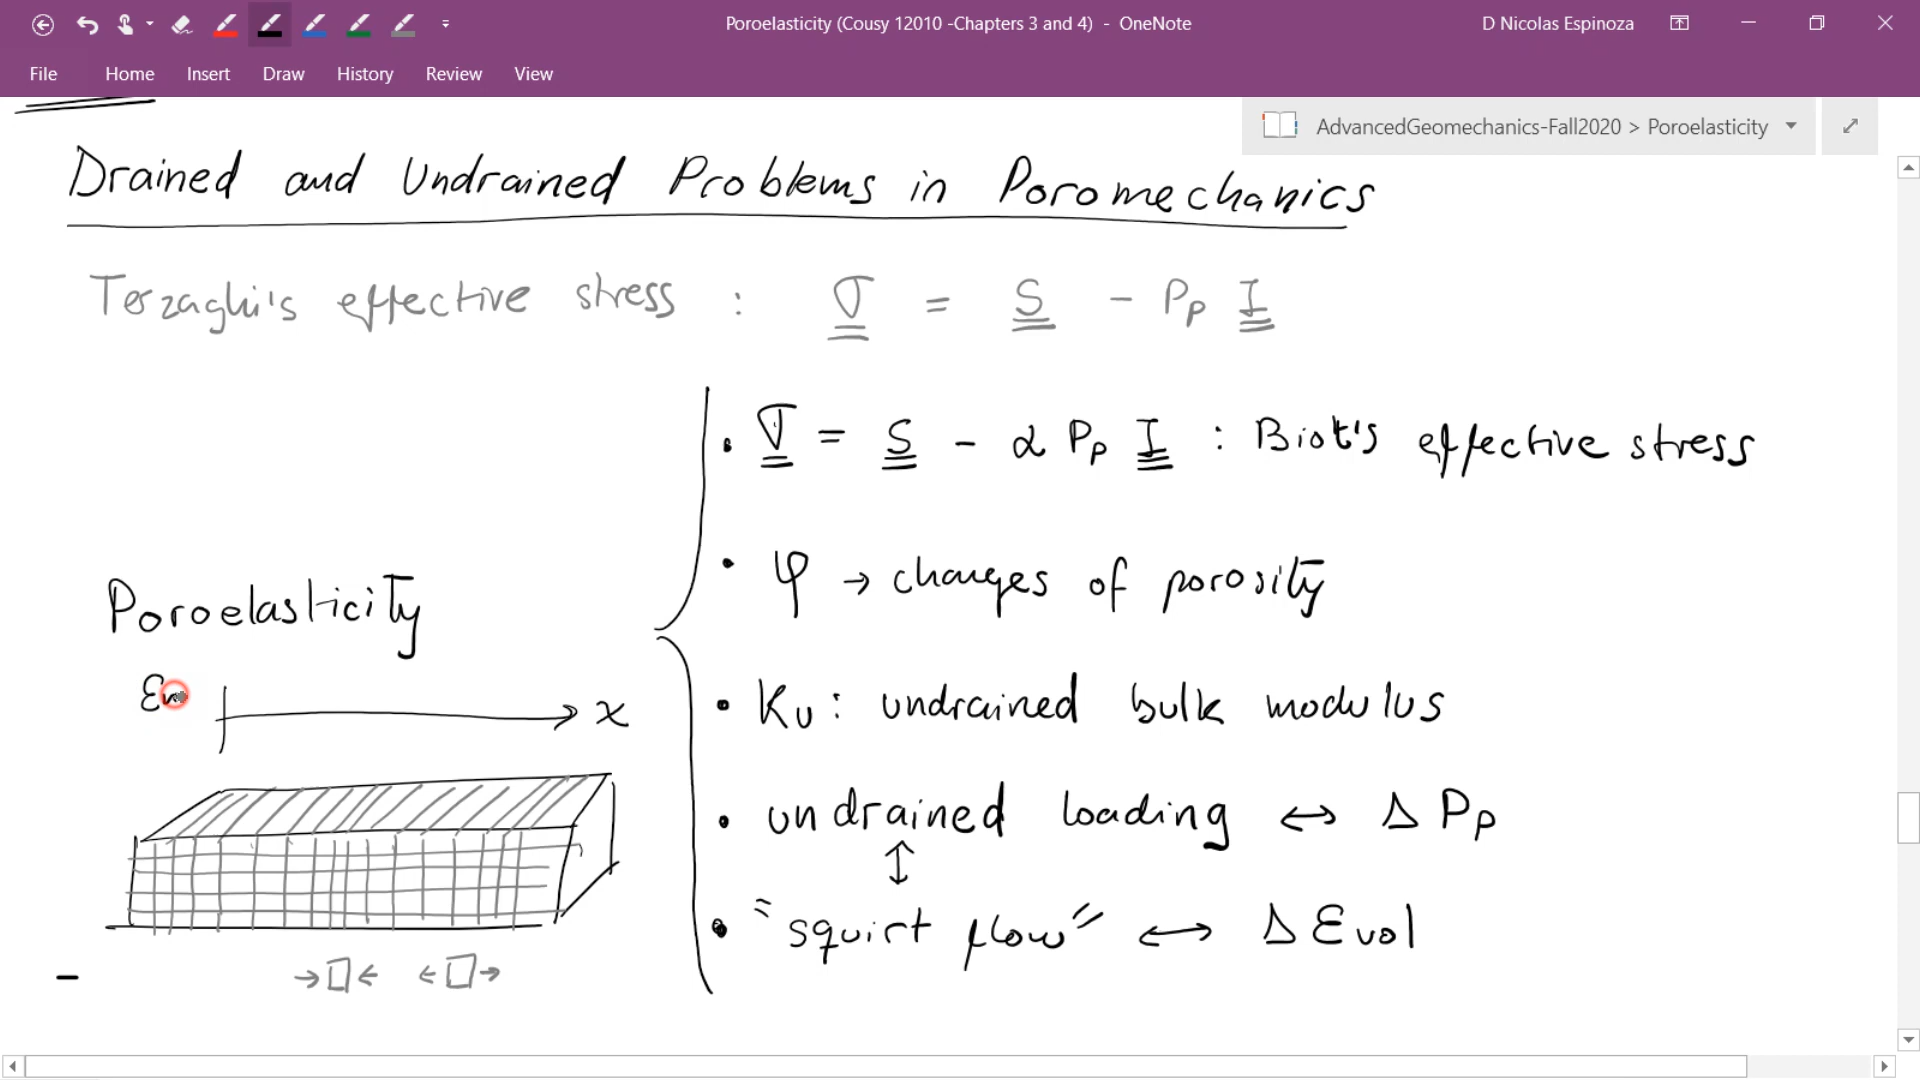 Poroelasticity (Cousy 12010 -Chapters 3 and 4) - OneNote
D Nicolas Espinoza
File Home Insert Draw History Review View
AdvancedGeomechanics-Fall2020 > Poroelasticity
Drained and Undrained Problems in Poromechanics
Terzaghi's effective stress : σ = S - Pp I
• σ = S - α Pp I : Biot's effective stress
• φ → changes of porosity
Poroelasticity
• Ku : undrained bulk modulus
εv
x
• undrained loading ↔ Δ Pp
↕
• "squirt flow" ↔ Δ εvol
→□← ←□→